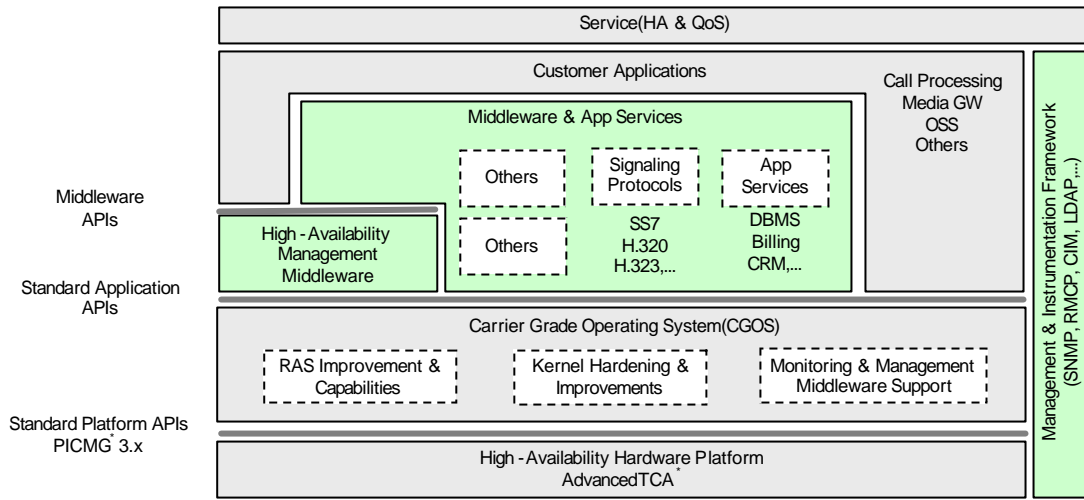 Service(HA & QoS)
Customer Applications
Call Processing
Media GW
OSS
Others
Middleware & App Services
Others
Signaling
Protocols
App
Services
Others
SS7
H.320
H.323,...
DBMS
Billing
CRM,...
Middleware
APIs
High - Availability
Management
Middleware
Standard Application
APIs
Carrier Grade Operating System(CGOS)
RAS Improvement &
Capabilities
Kernel Hardening &
Improvements
Monitoring & Management
Middleware Support
Standard Platform APIs
PICMG* 3.x
High - Availability Hardware Platform
AdvancedTCA*
Management & Instrumentation Framework
(SNMP, RMCP, CIM, LDAP,...)